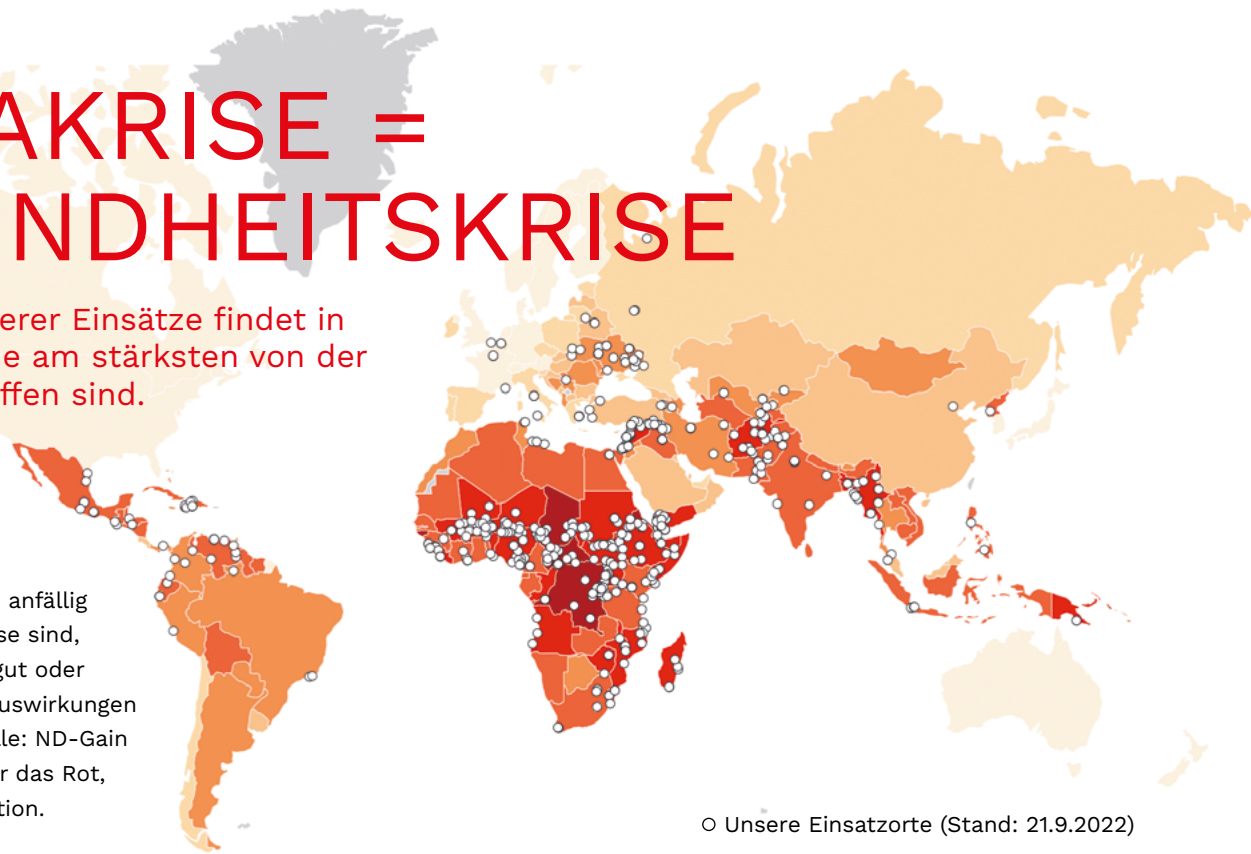 AKRISE =
NDHEITSKRISE
erer Einsätze findet in
e am stärksten von der
ffen sind.
anfällig
se sind,
gut oder
uswirkungen
le: ND-Gain
r das Rot,
tion.
Unsere Einsatzorte (Stand: 21.9.2022)